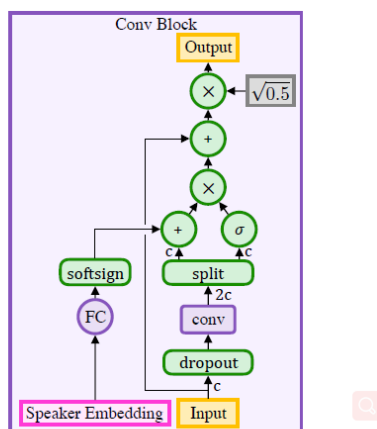 Conv Block
Output
×
√0.5
+
×
+
σ
c
c
softsign
split
2c
FC
conv
dropout
c
Speaker Embedding
Input